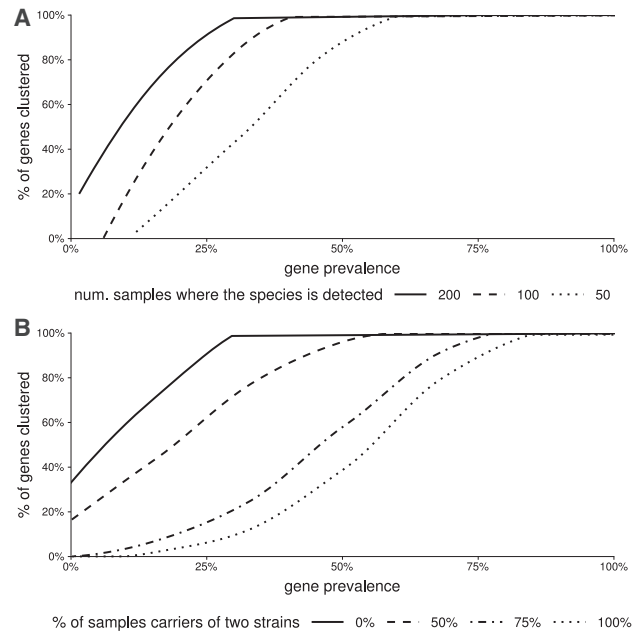 A
100%
80%
60%
40%
20%
0%
% of genes clustered
0% 25% 50% 75% 100%
gene prevalence
num. samples where the species is detected 200 100 50
B
100%
80%
60%
40%
20%
0%
% of genes clustered
0% 25% 50% 75% 100%
gene prevalence
% of samples carriers of two strains 0% 50% 75% 100%